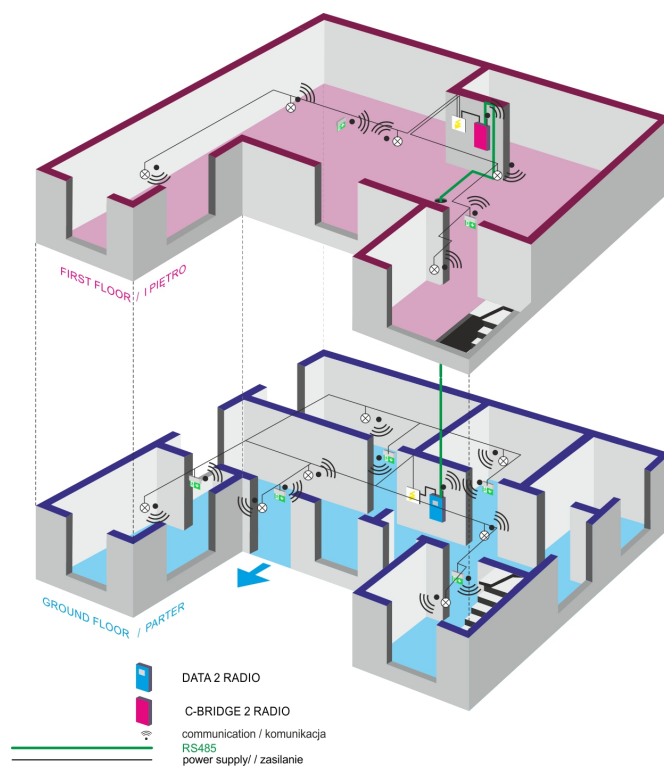 FIRST FLOOR / I PIĘTRO
GROUND FLOOR / PARTER
DATA 2 RADIO
C-BRIDGE 2 RADIO
communication / komunikacja
RS485
power supply/ / zasilanie